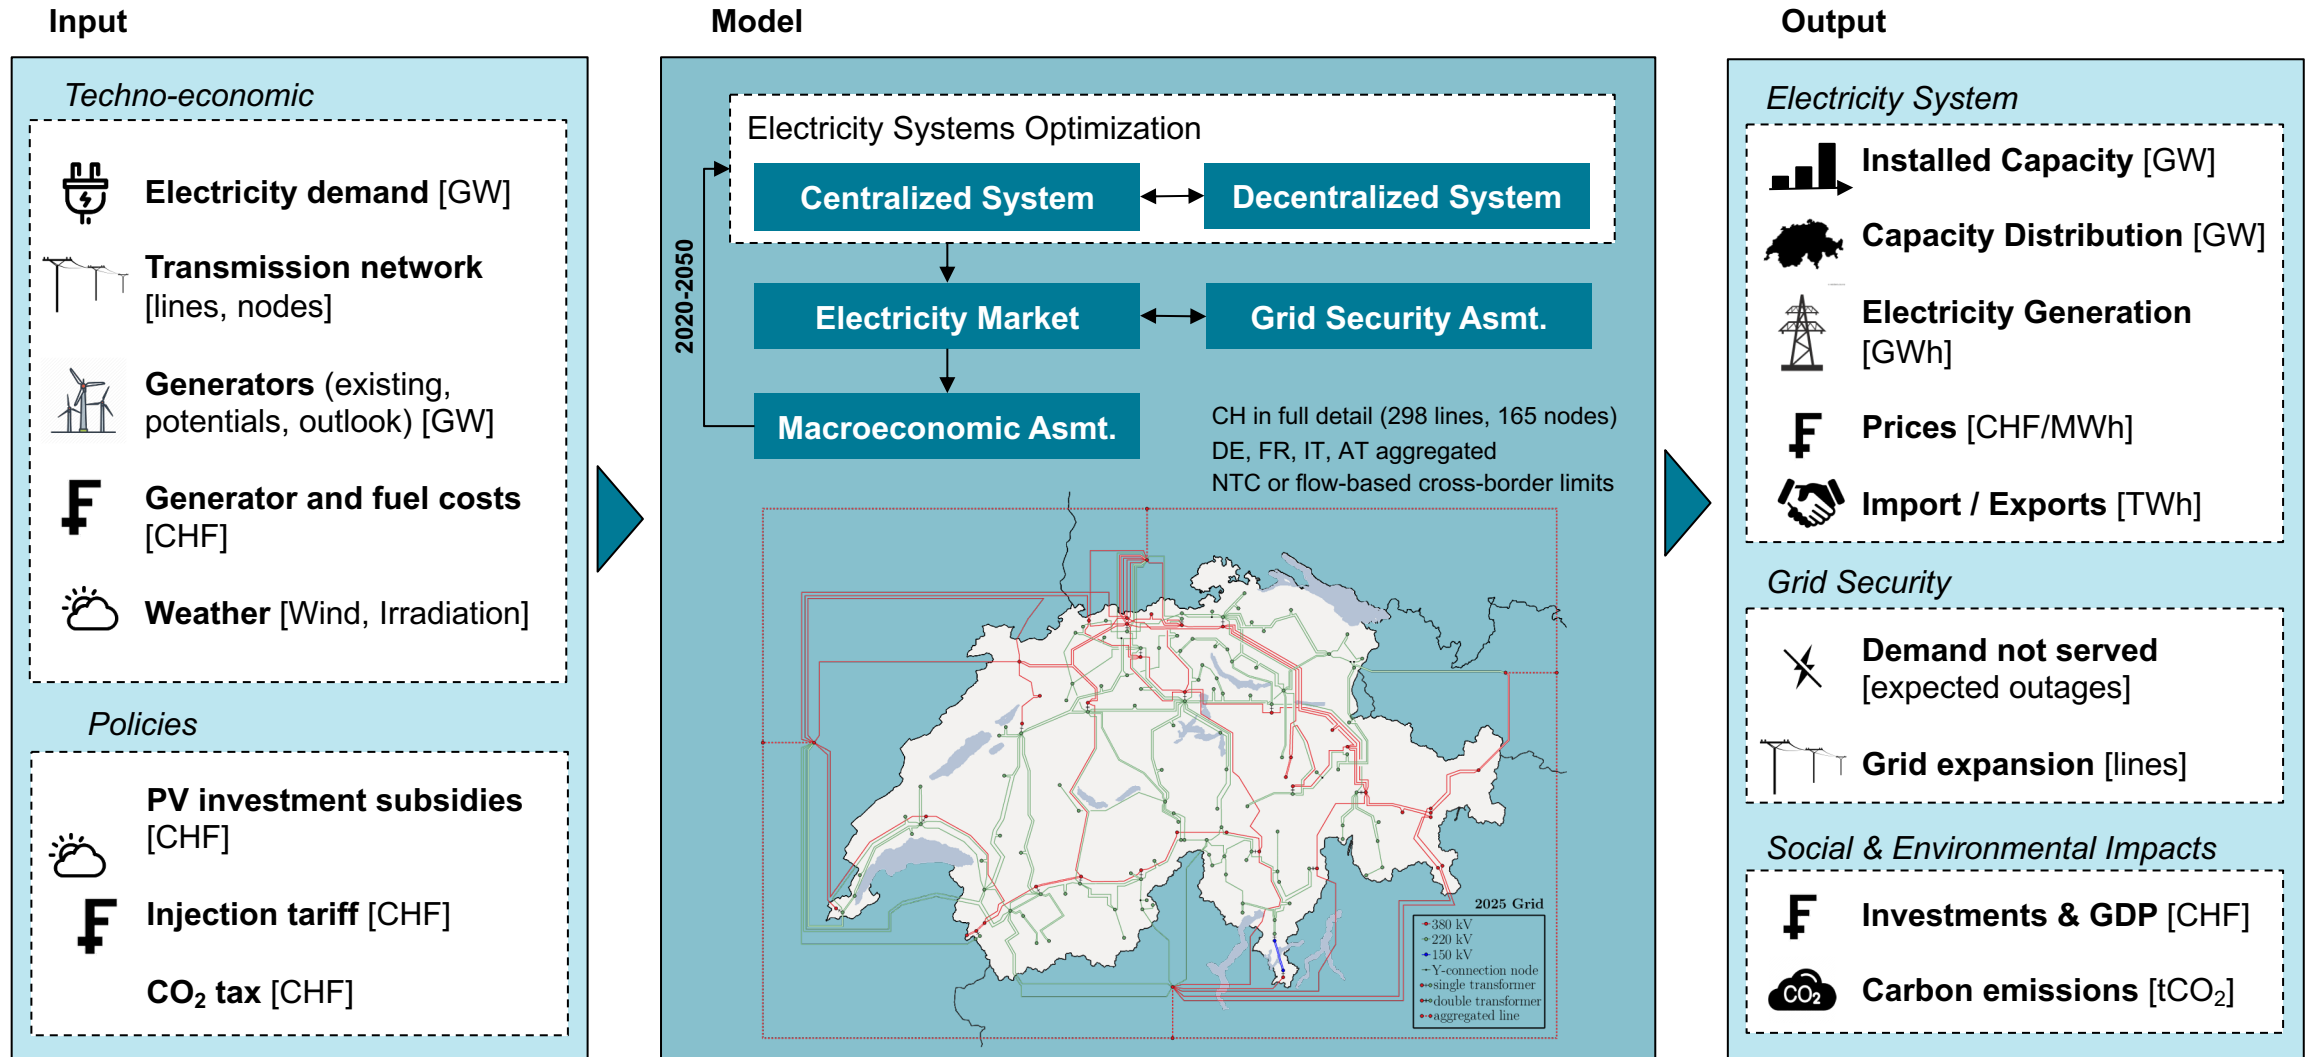 Input
Techno-economic
Electricity demand [GW]
Transmission network
[lines, nodes]
Generators (existing,
potentials, outlook) [GW]
Generator and fuel costs
[CHF]
Weather [Wind, Irradiation]
Policies
PV investment subsidies
[CHF]
Injection tariff [CHF]
CO₂ tax [CHF]
Model
Electricity Systems Optimization
Centralized System
Decentralized System
2020-2050
Electricity Market
Grid Security Asmt.
Macroeconomic Asmt.
CH in full detail (298 lines, 165 nodes)
DE, FR, IT, AT aggregated
NTC or flow-based cross-border limits
2025 Grid
380 kV
220 kV
150 kV
Y-connection node
single transformer
double transformer
aggregated line
Output
Electricity System
Installed Capacity [GW]
Capacity Distribution [GW]
Electricity Generation
[GWh]
Prices [CHF/MWh]
Import / Exports [TWh]
Grid Security
Demand not served
[expected outages]
Grid expansion [lines]
Social & Environmental Impacts
Investments & GDP [CHF]
CO₂
Carbon emissions [tCO₂]